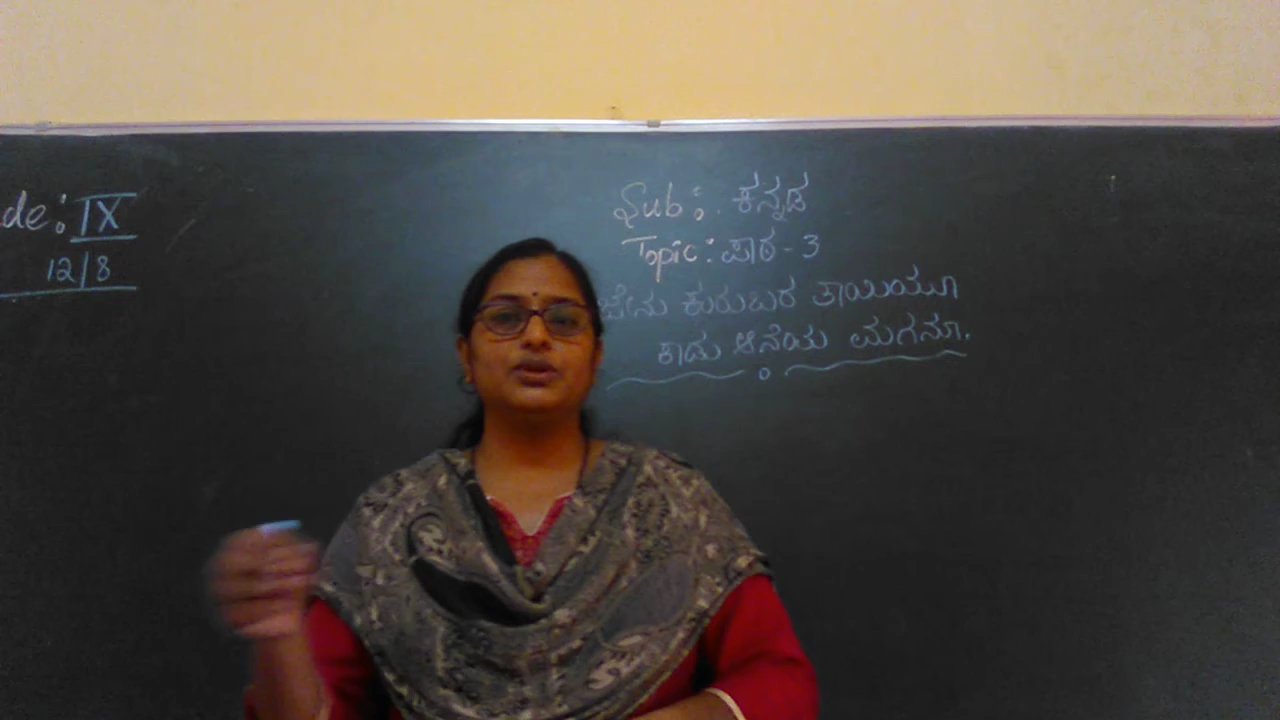 de: IX
12/8
Sub: ಕನ್ನಡ
Topic: ಪಾಠ - 3
ಜೇನು ಕುರುಬರ ತಾಯಿಯೂ
ಕಾಡು ಆನೆಯ ಮಗನೂ.